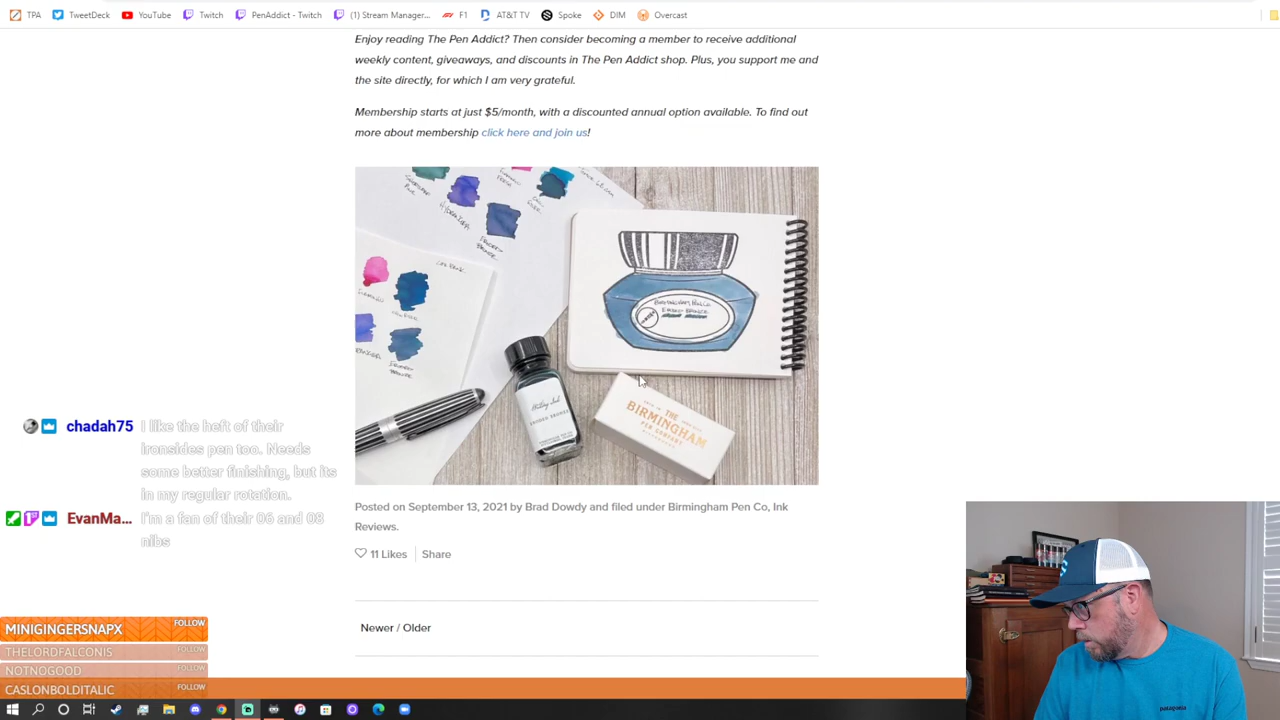 TPA TweetDeck YouTube Twitch PenAddict - Twitch (1) Stream Manager... F1 AT&T TV Spoke DIM Overcast
Enjoy reading The Pen Addict? Then consider becoming a member to receive additional
weekly content, giveaways, and discounts in The Pen Addict shop. Plus, you support me and
the site directly, for which I am very grateful.
Membership starts at just $5/month, with a discounted annual option available. To find out
more about membership click here and join us!
THE
BIRMINGHAM
PEN COMPANY
Posted on September 13, 2021 by Brad Dowdy and filed under Birmingham Pen Co, Ink
Reviews.
11 Likes Share
Newer / Older
chadah75 I like the heft of their
ironsides pen too. Needs
some better finishing, but its
in my regular rotation.
EvanMa... I'm a fan of their 06 and 08
nibs
MINIGINGERSNAPX FOLLOW
THELORDFALCONIS FOLLOW
NOTNOGOOD FOLLOW
CASLONBOLDITALIC FOLLOW
patagonia